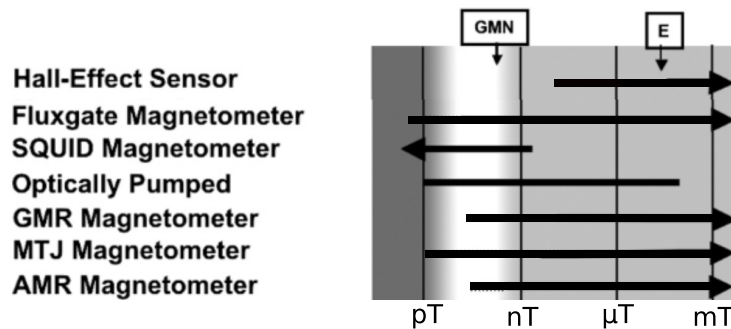 GMN
E
Hall-Effect Sensor
Fluxgate Magnetometer
SQUID Magnetometer
Optically Pumped
GMR Magnetometer
MTJ Magnetometer
AMR Magnetometer
pT nT µT mT